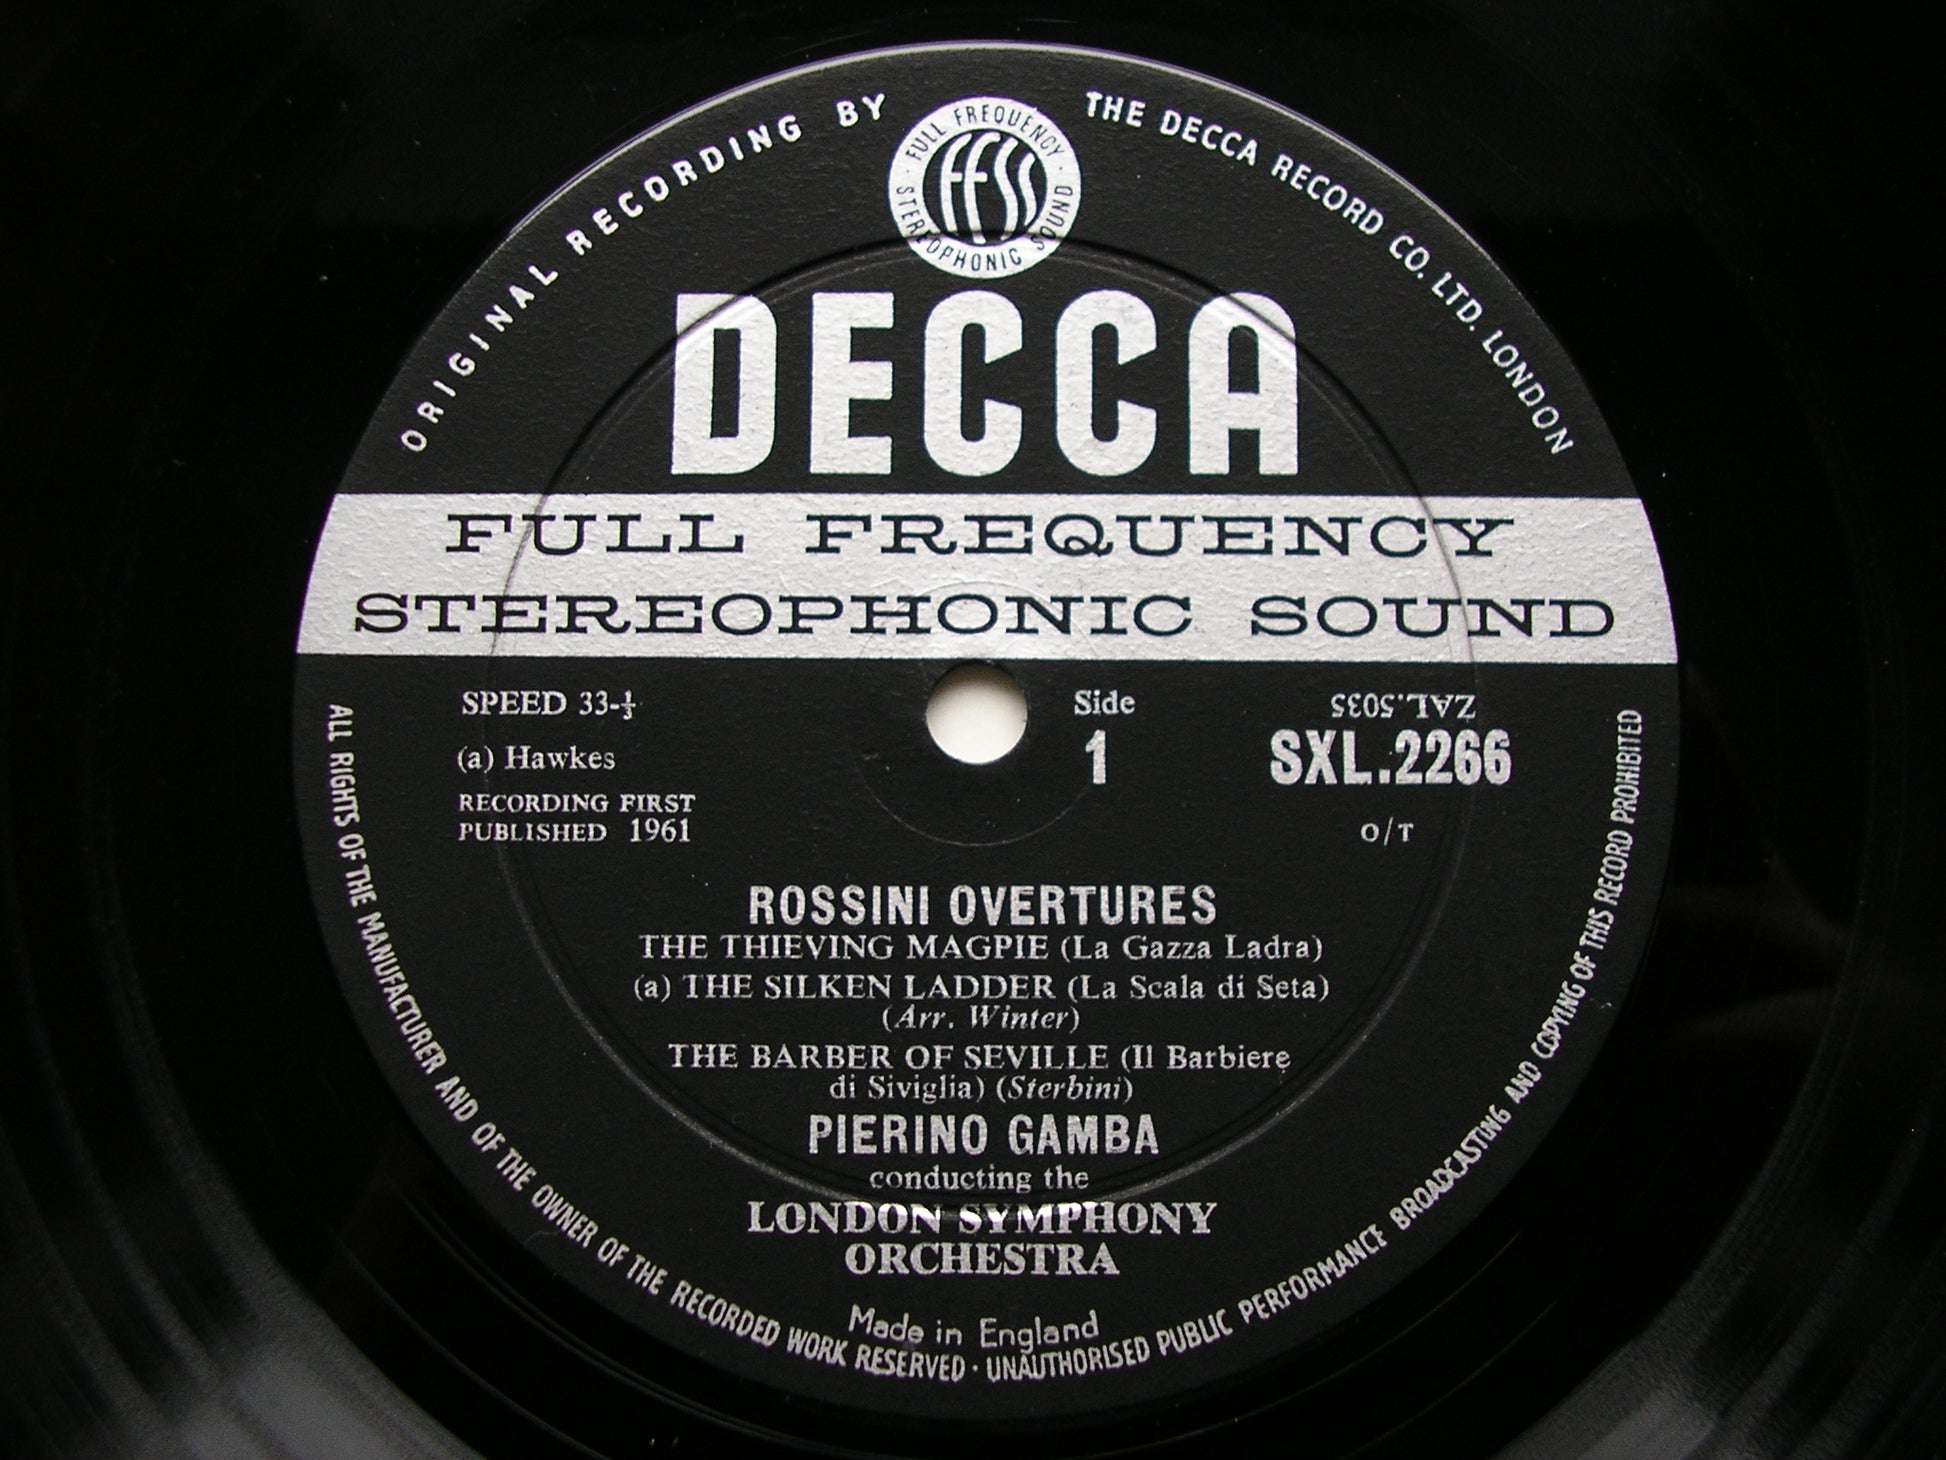 ORIGINAL RECORDING BY THE DECCA RECORD CO. LTD. LONDON
FULL FREQUENCY · STEREOPHONIC SOUND ·
FFSS
DECCA
FULL FREQUENCY
STEREOPHONIC SOUND
SPEED 33-⅓
Side
1
ZAL.5035
SXL.2266
(a) Hawkes
RECORDING FIRST
PUBLISHED 1961
O/T
ROSSINI OVERTURES
THE THIEVING MAGPIE (La Gazza Ladra)
(a) THE SILKEN LADDER (La Scala di Seta)
(Arr. Winter)
THE BARBER OF SEVILLE (Il Barbiere
di Siviglia) (Sterbini)
PIERINO GAMBA
conducting the
LONDON SYMPHONY
ORCHESTRA
Made in England
ALL RIGHTS OF THE MANUFACTURER AND OF THE OWNER OF THE RECORDED WORK RESERVED · UNAUTHORISED PUBLIC PERFORMANCE BROADCASTING AND COPYING OF THIS RECORD PROHIBITED